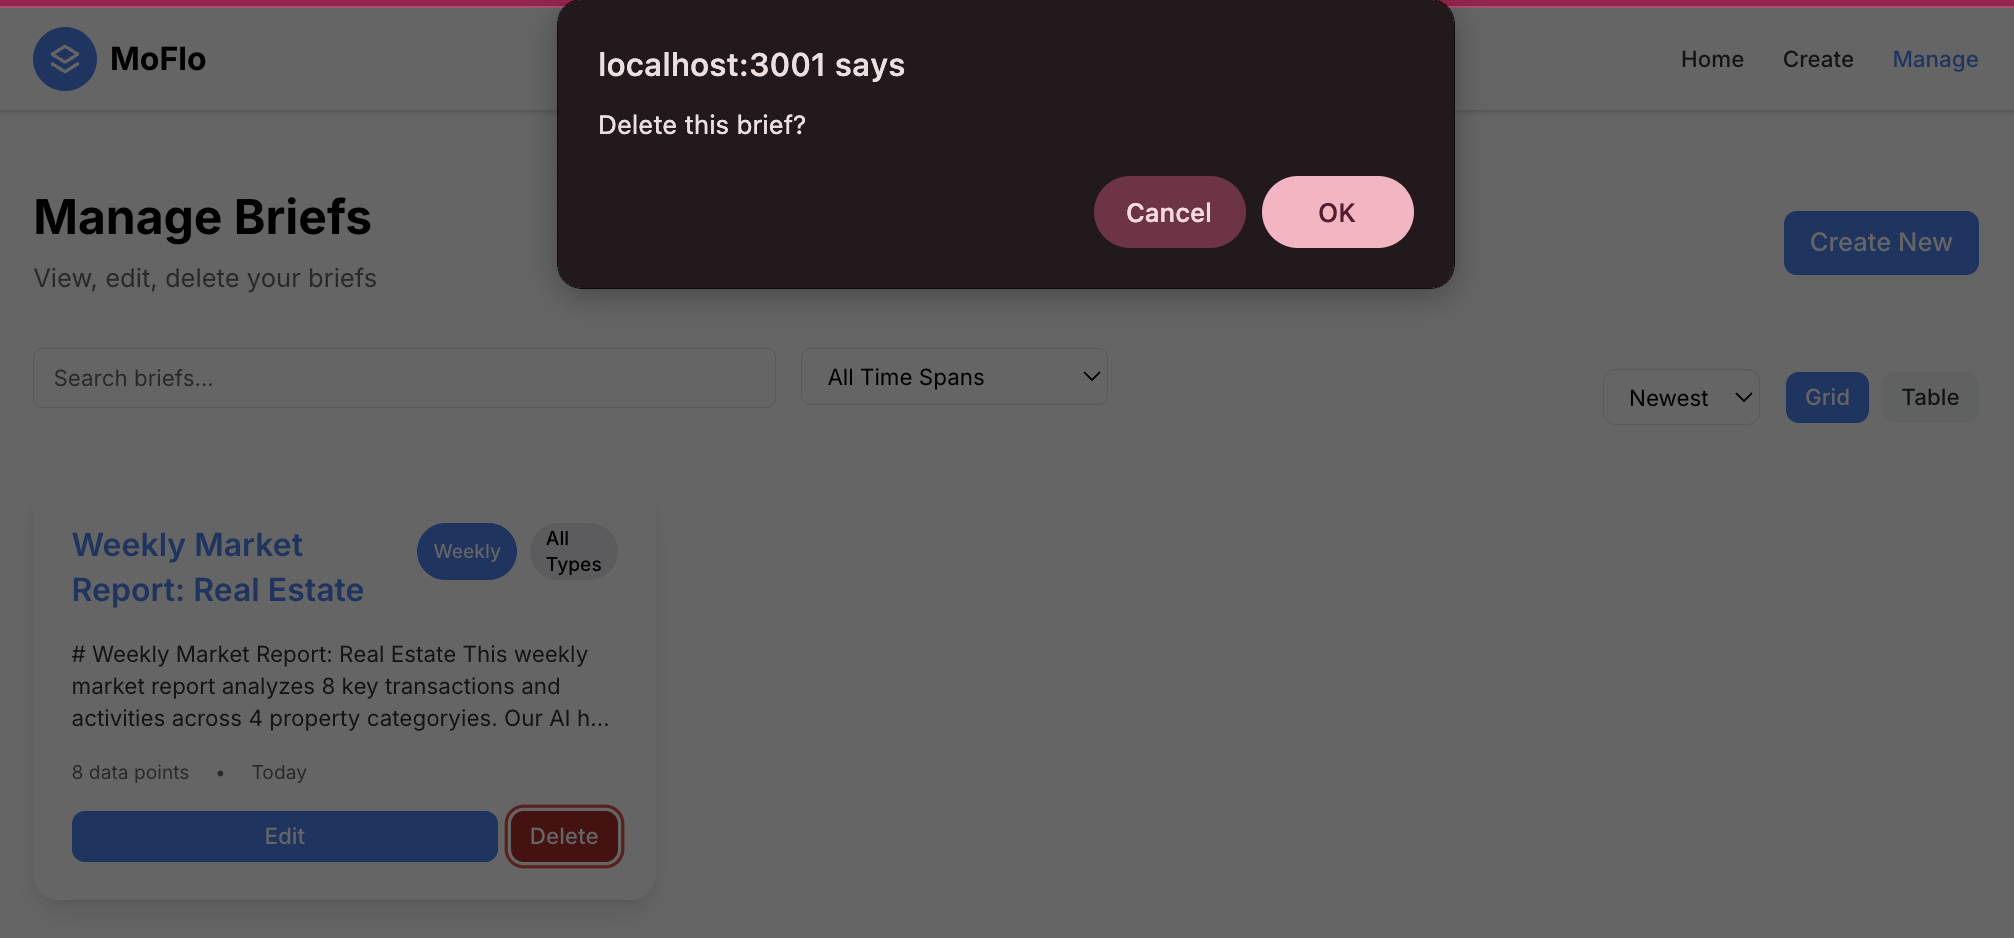 MoFlo
localhost:3001 says
Delete this brief?
Cancel
OK
Home
Create
Manage
Manage Briefs
View, edit, delete your briefs
Create New
Search briefs...
All Time Spans
Newest
Grid
Table
Weekly Market
Report: Real Estate
Weekly
All
Types
# Weekly Market Report: Real Estate This weekly
market report analyzes 8 key transactions and
activities across 4 property categoryies. Our AI h...
8 data points • Today
Edit
Delete